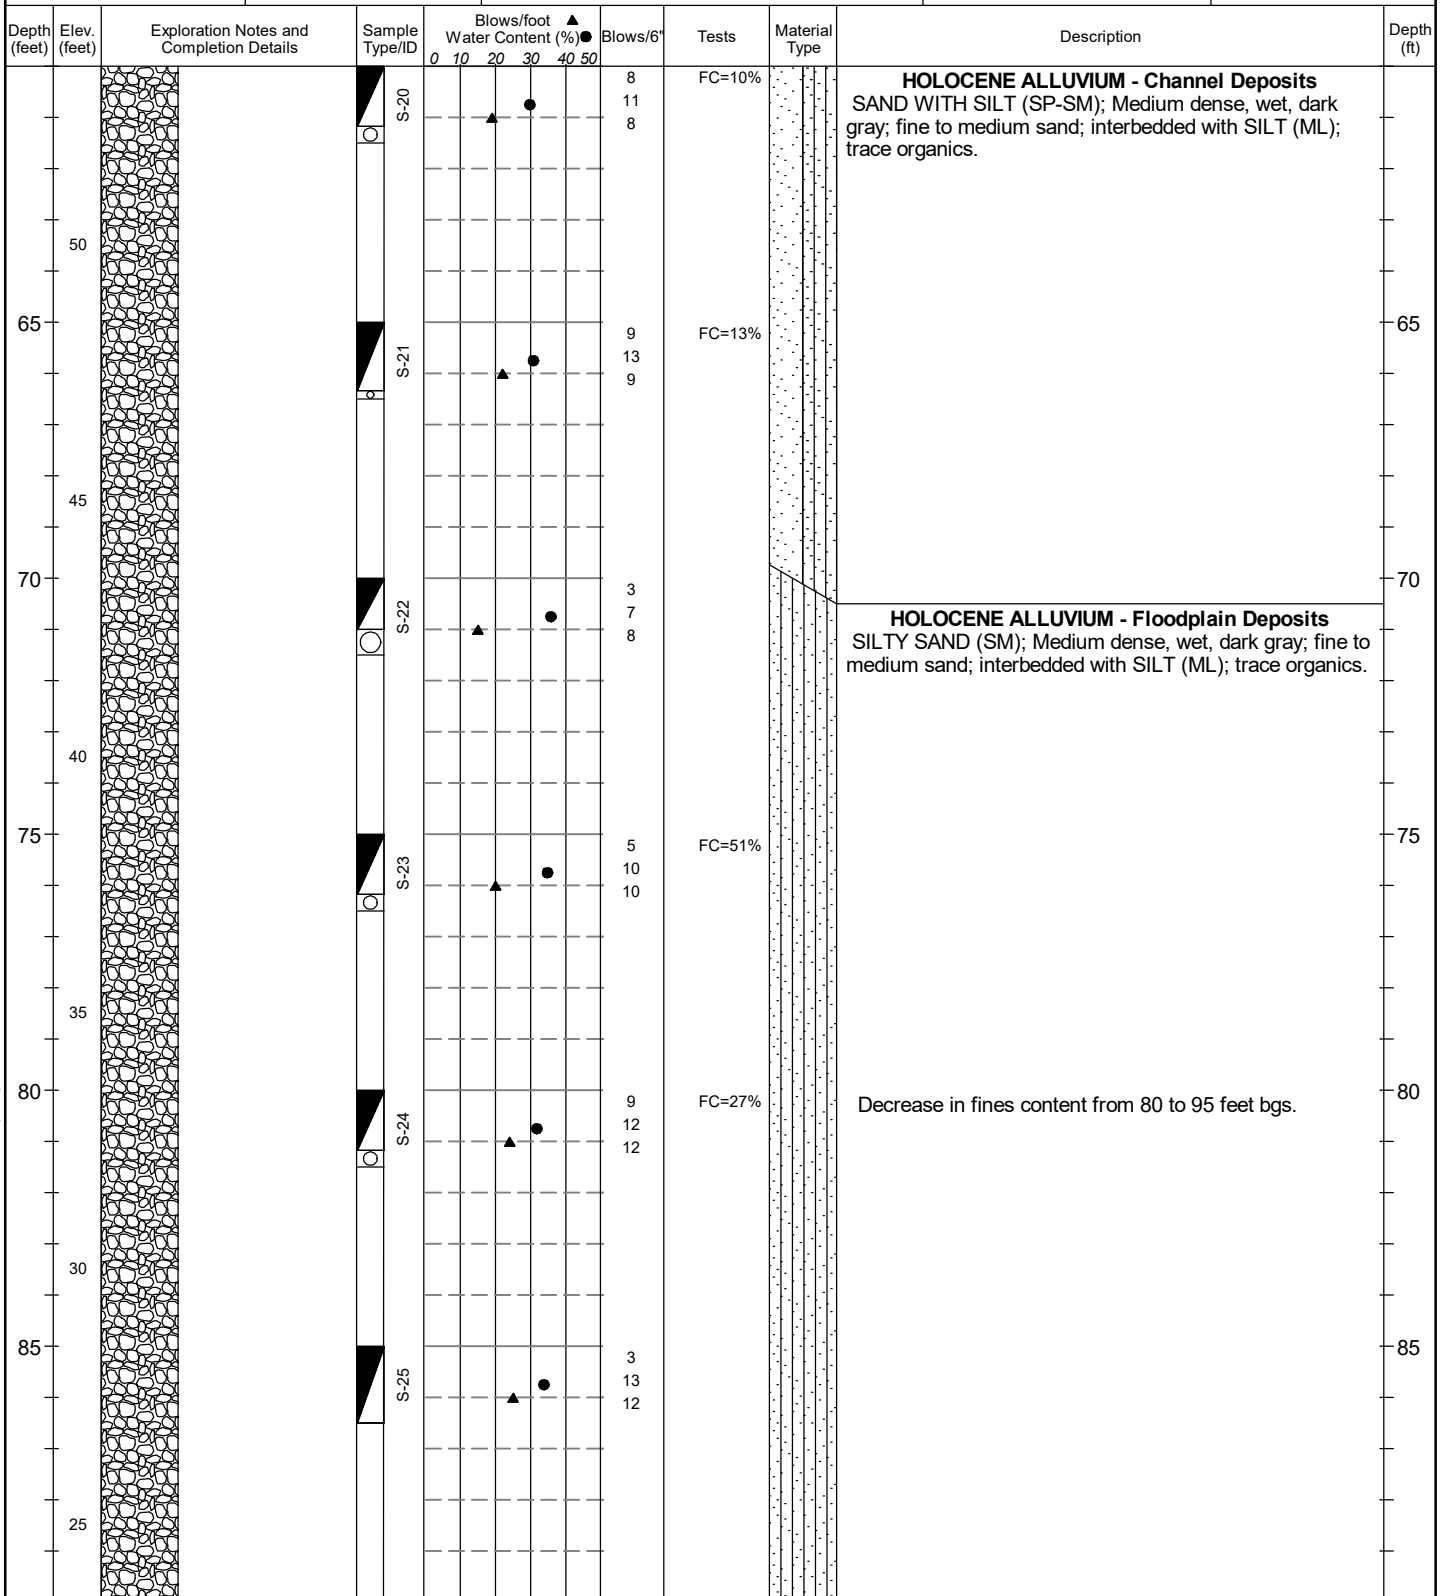 Depth
(feet)
Elev.
(feet)
Exploration Notes and
Completion Details
Sample
Type/ID
Blows/foot ▲
Water Content (%)●
0 10 20 30 40 50
Blows/6"
Tests
Material
Type
Description
Depth
(ft)
S-20
8
11
8
FC=10%
HOLOCENE ALLUVIUM - Channel Deposits
SAND WITH SILT (SP-SM); Medium dense, wet, dark
gray; fine to medium sand; interbedded with SILT (ML);
trace organics.
50
65
S-21
9
13
9
FC=13%
65
45
70
S-22
3
7
8
70
HOLOCENE ALLUVIUM - Floodplain Deposits
SILTY SAND (SM); Medium dense, wet, dark gray; fine to
medium sand; interbedded with SILT (ML); trace organics.
40
75
S-23
5
10
10
FC=51%
75
35
80
S-24
9
12
12
FC=27%
Decrease in fines content from 80 to 95 feet bgs.
80
30
85
S-25
3
13
12
85
25